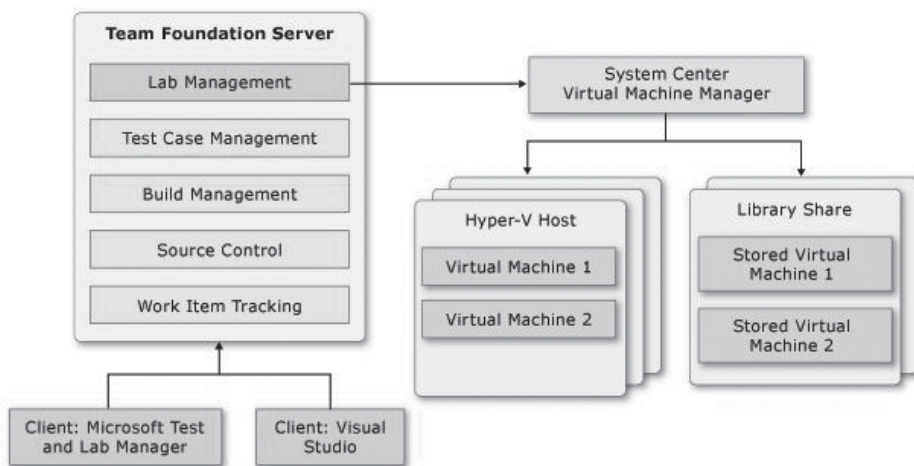 Team Foundation Server
Lab Management
Test Case Management
Build Management
Source Control
Work Item Tracking
System Center
Virtual Machine Manager
Hyper-V Host
Virtual Machine 1
Virtual Machine 2
Library Share
Stored Virtual
Machine 1
Stored Virtual
Machine 2
Client: Microsoft Test
and Lab Manager
Client: Visual
Studio